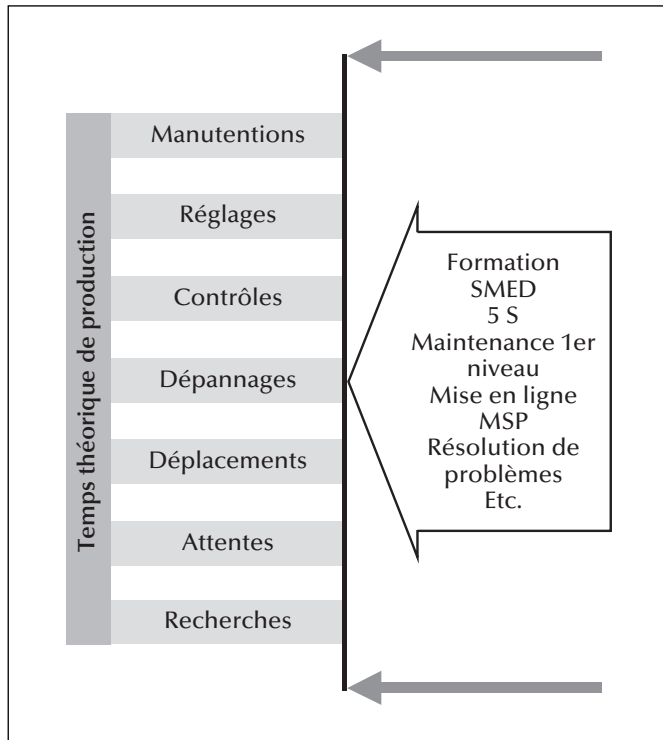 Temps théorique de production
Manutentions
Réglages
Contrôles
Dépannages
Déplacements
Attentes
Recherches
Formation
SMED
5 S
Maintenance 1er
niveau
Mise en ligne
MSP
Résolution de
problèmes
Etc.